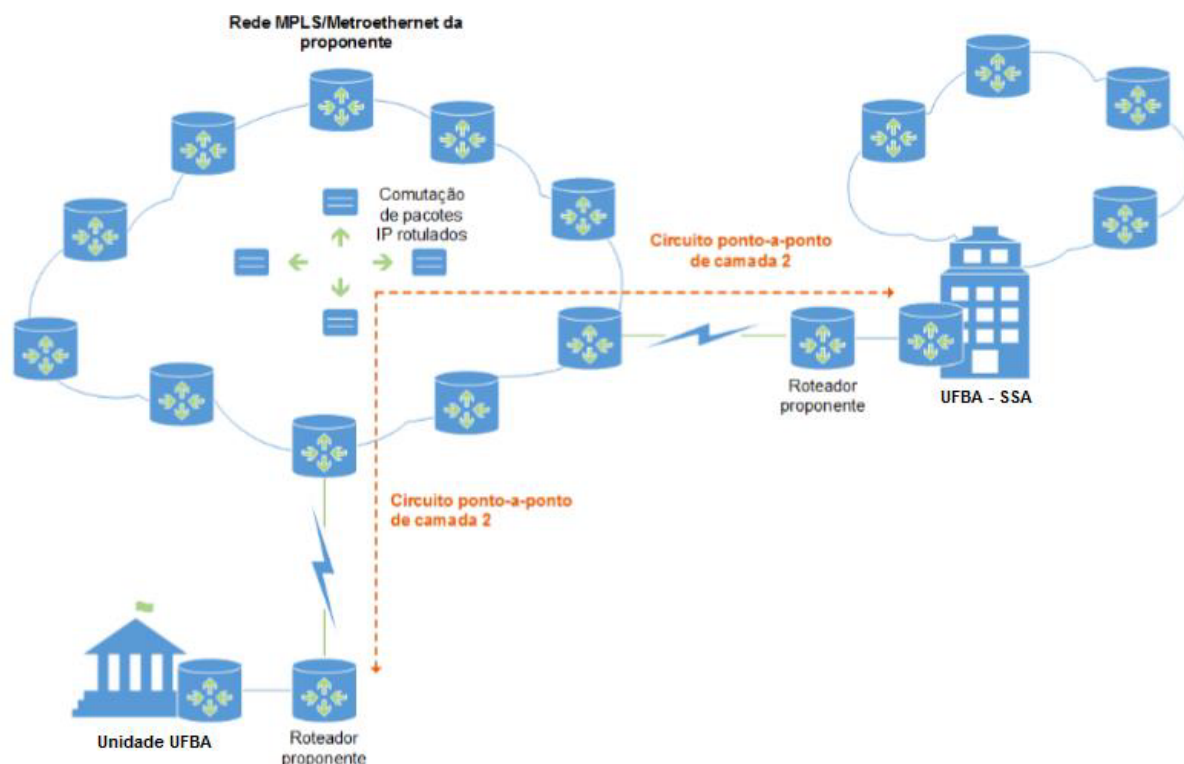 Rede MPLS/Metroethernet da
proponente
Comutação
de pacotes
IP rotulados
Circuito ponto-a-ponto
de camada 2
Roteador
proponente
UFBA - SSA
Circuito ponto-a-ponto
de camada 2
Unidade UFBA
Roteador
proponente